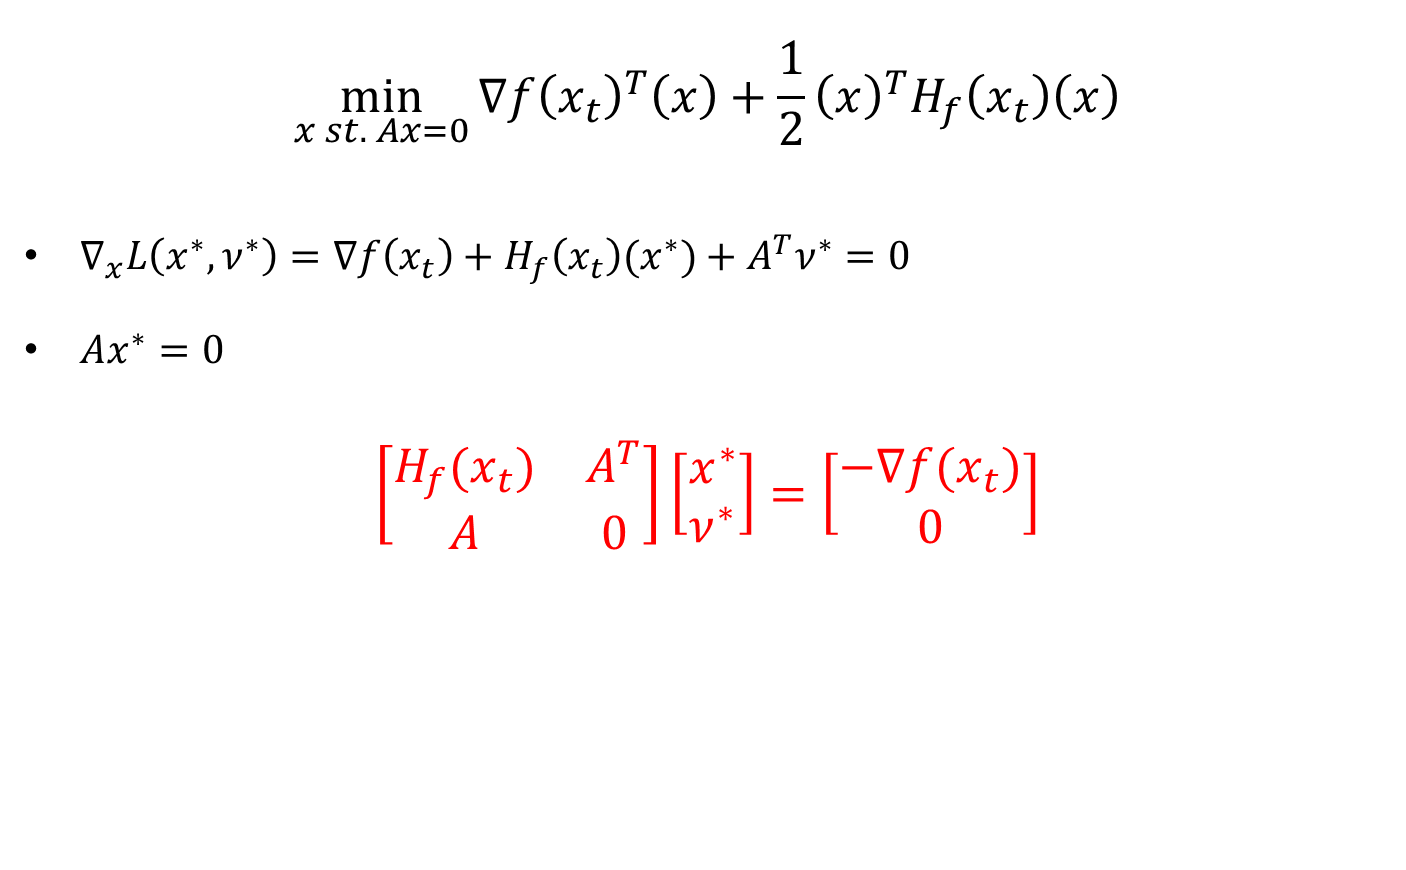 min ∇f(x_t)^T(x) + 1/2 (x)^T H_f(x_t)(x)
x st. Ax=0
• ∇_x L(x*, ν*) = ∇f(x_t) + H_f(x_t)(x*) + A^T ν* = 0
• Ax* = 0
[H_f(x_t) A^T; A 0] [x*; ν*] = [−∇f(x_t); 0]